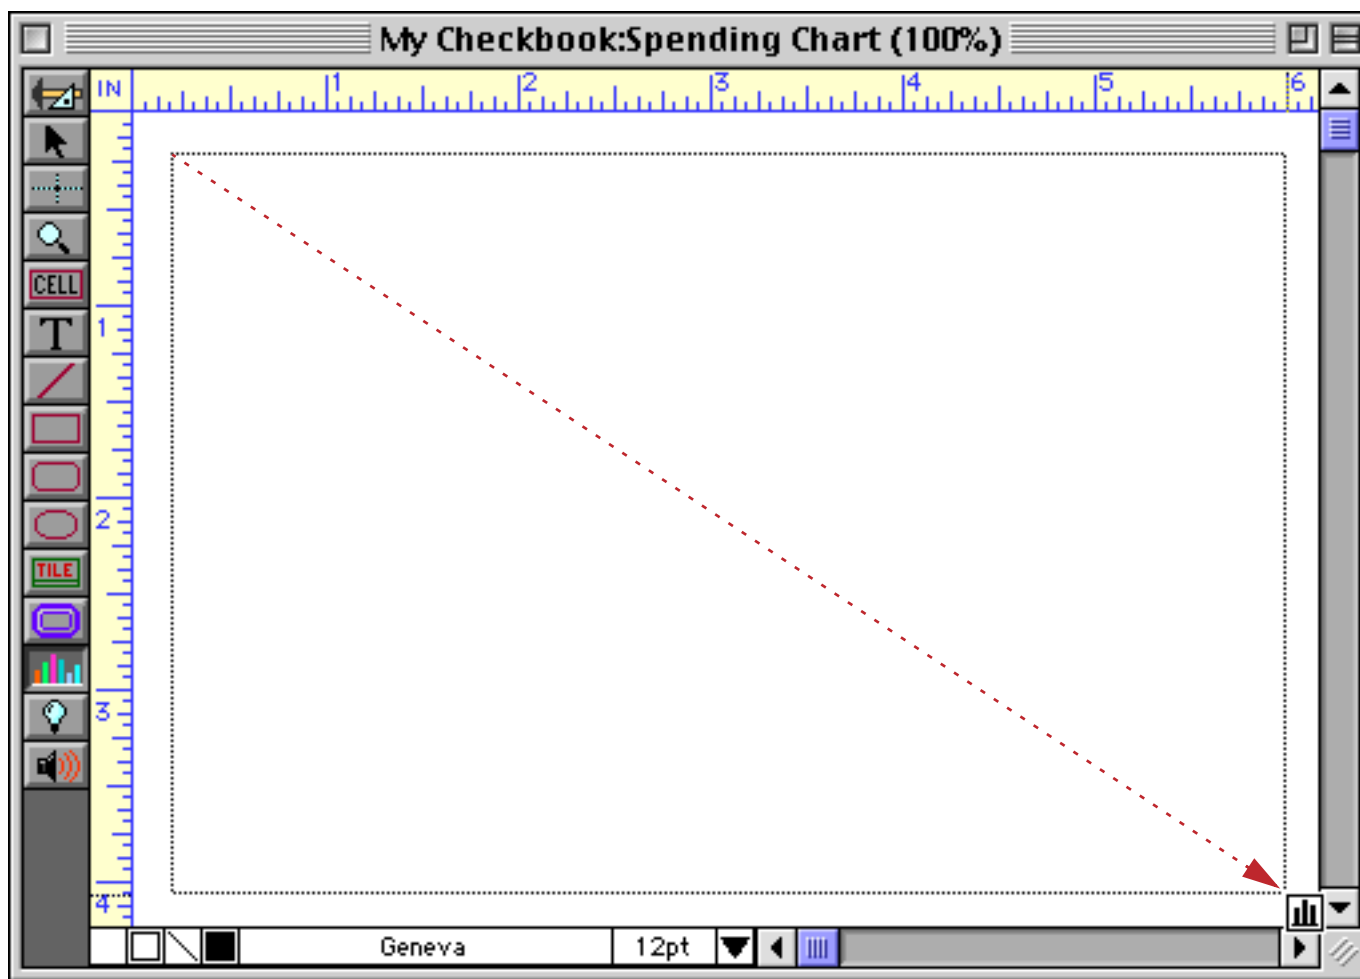 My Checkbook:Spending Chart (100%)
IN 1 2 3 4 5 6
CELL
1
T
2
TILE
3
4
Geneva 12pt